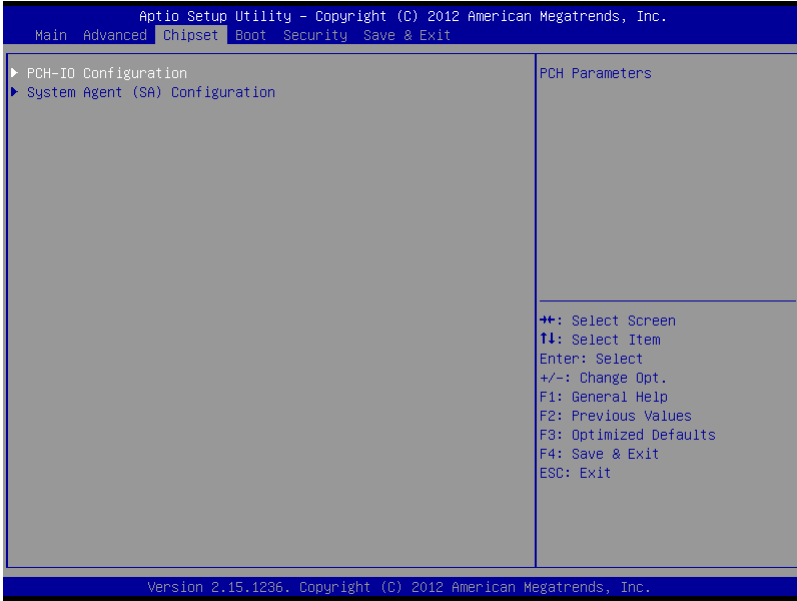 Aptio Setup Utility – Copyright (C) 2012 American Megatrends, Inc.
Main Advanced Chipset Boot Security Save & Exit
▶ PCH-IO Configuration
▶ System Agent (SA) Configuration
PCH Parameters
→←: Select Screen
↑↓: Select Item
Enter: Select
+/-: Change Opt.
F1: General Help
F2: Previous Values
F3: Optimized Defaults
F4: Save & Exit
ESC: Exit
Version 2.15.1236. Copyright (C) 2012 American Megatrends, Inc.